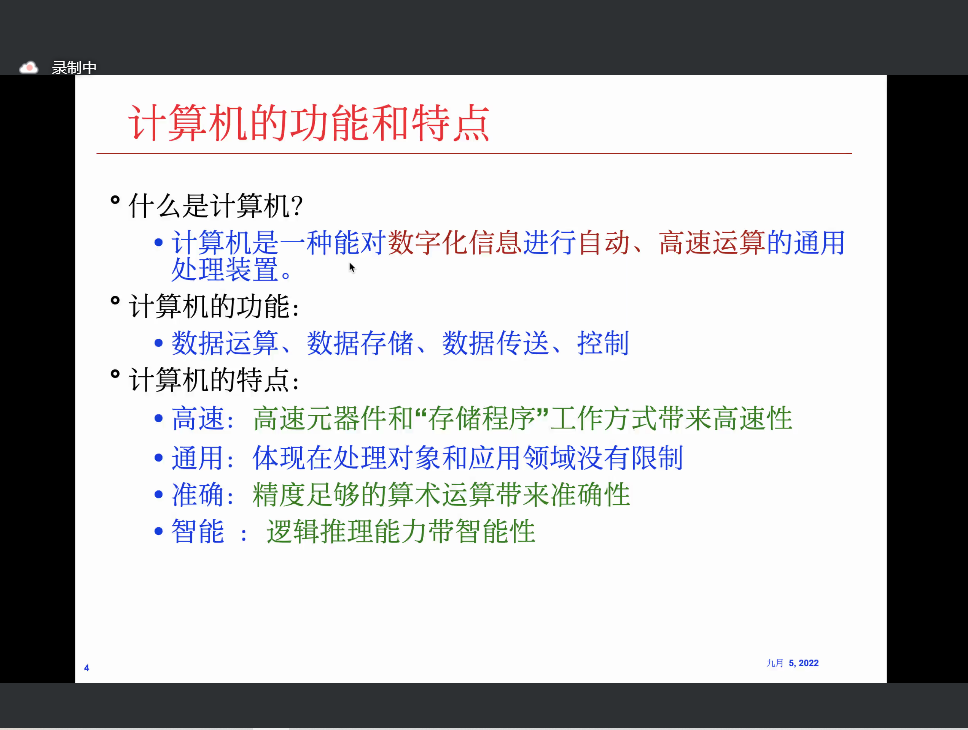 录制中
计算机的功能和特点
什么是计算机?
计算机是一种能对数字化信息进行自动、高速运算的通用
处理装置。
计算机的功能:
数据运算、数据存储、数据传送、控制
计算机的特点:
高速: 高速元器件和“存储程序”工作方式带来高速性
通用: 体现在处理对象和应用领域没有限制
准确: 精度足够的算术运算带来准确性
智能 : 逻辑推理能力带智能性
4
九月 5, 2022